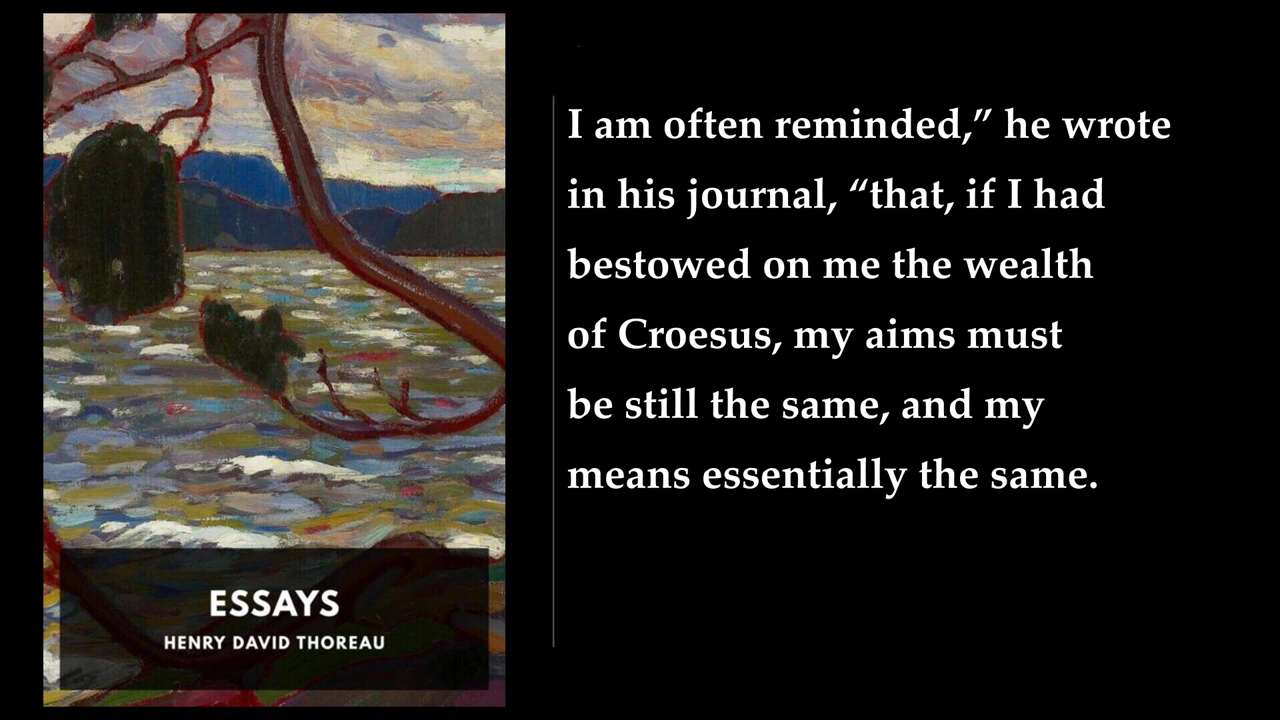 ESSAYS
HENRY DAVID THOREAU
I am often reminded,” he wrote
in his journal, “that, if I had
bestowed on me the wealth
of Croesus, my aims must
be still the same, and my
means essentially the same.